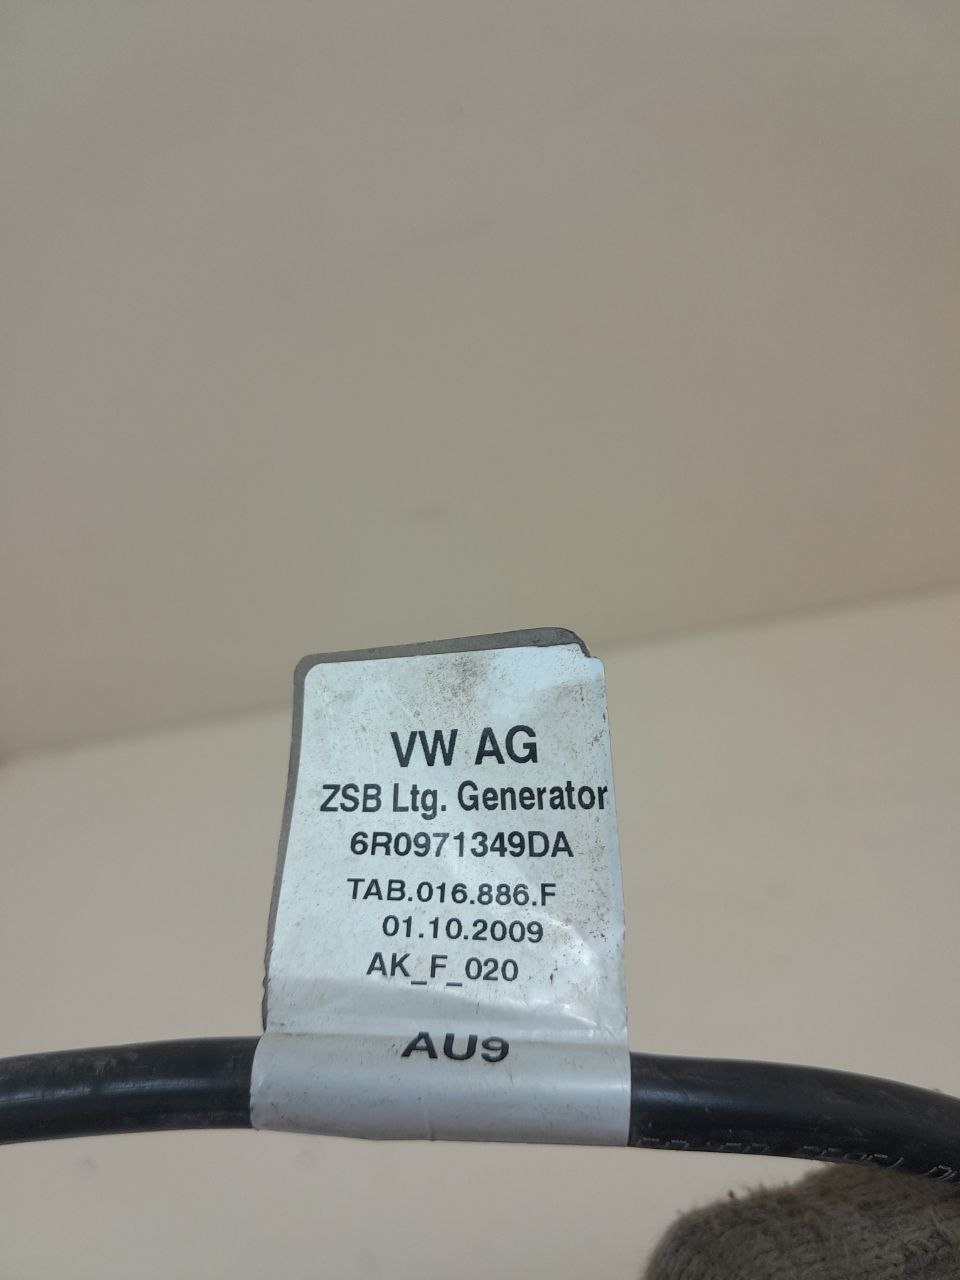 VW AG
ZSB Ltg. Generator
6R0971349DA
TAB.016.886.F
01.10.2009
AK_F_020
AU9